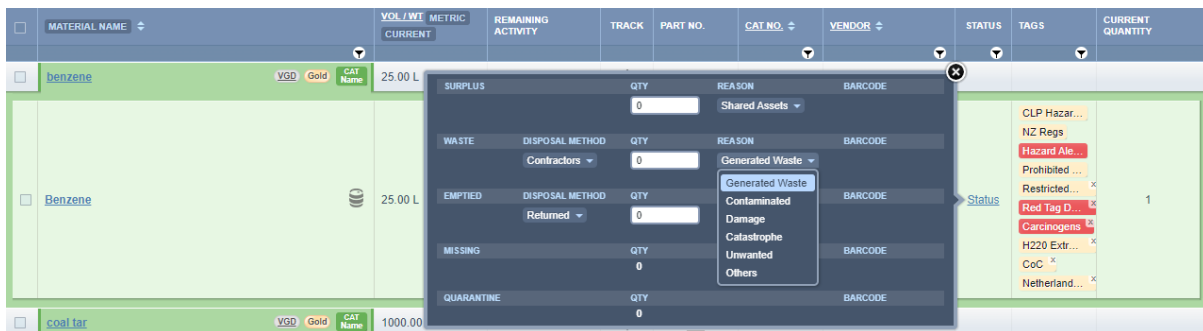 MATERIAL NAME
VOL / WT METRIC
CURRENT
REMAINING
ACTIVITY
TRACK
PART NO.
CAT NO.
VENDOR
STATUS
TAGS
CURRENT
QUANTITY
benzene
VGD
Gold
CAT
Name
25.00 L
SURPLUS
QTY
REASON
BARCODE
0
Shared Assets
WASTE
DISPOSAL METHOD
QTY
REASON
BARCODE
Contractors
0
Generated Waste
Generated Waste
Contaminated
Damage
Catastrophe
Unwanted
Others
EMPTIED
DISPOSAL METHOD
QTY
BARCODE
Returned
0
MISSING
QTY
BARCODE
0
QUARANTINE
QTY
BARCODE
0
Benzene
25.00 L
Status
CLP Hazar...
NZ Regs
Hazard Ale...
Prohibited ...
Restricted... x
Red Tag D... x
Carcinogens x
H220 Extr... x
CoC x
Netherland... x
1
coal tar
VGD
Gold
CAT
Name
1000.00